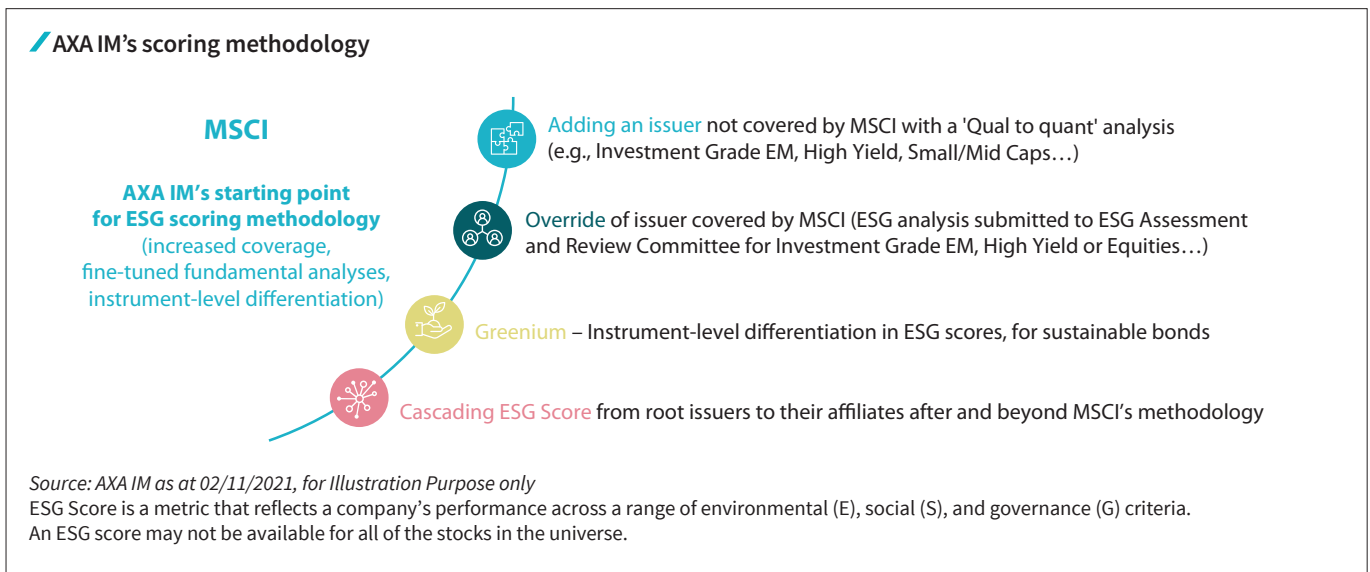 AXA IM's scoring methodology
MSCI
AXA IM's starting point
for ESG scoring methodology
(increased coverage,
fine-tuned fundamental analyses,
instrument-level differentiation)
Adding an issuer not covered by MSCI with a 'Qual to quant' analysis
(e.g., Investment Grade EM, High Yield, Small/Mid Caps…)
Override of issuer covered by MSCI (ESG analysis submitted to ESG Assessment
and Review Committee for Investment Grade EM, High Yield or Equities…)
Greenium – Instrument-level differentiation in ESG scores, for sustainable bonds
Cascading ESG Score from root issuers to their affiliates after and beyond MSCI's methodology
Source: AXA IM as at 02/11/2021, for Illustration Purpose only
ESG Score is a metric that reflects a company's performance across a range of environmental (E), social (S), and governance (G) criteria.
An ESG score may not be available for all of the stocks in the universe.